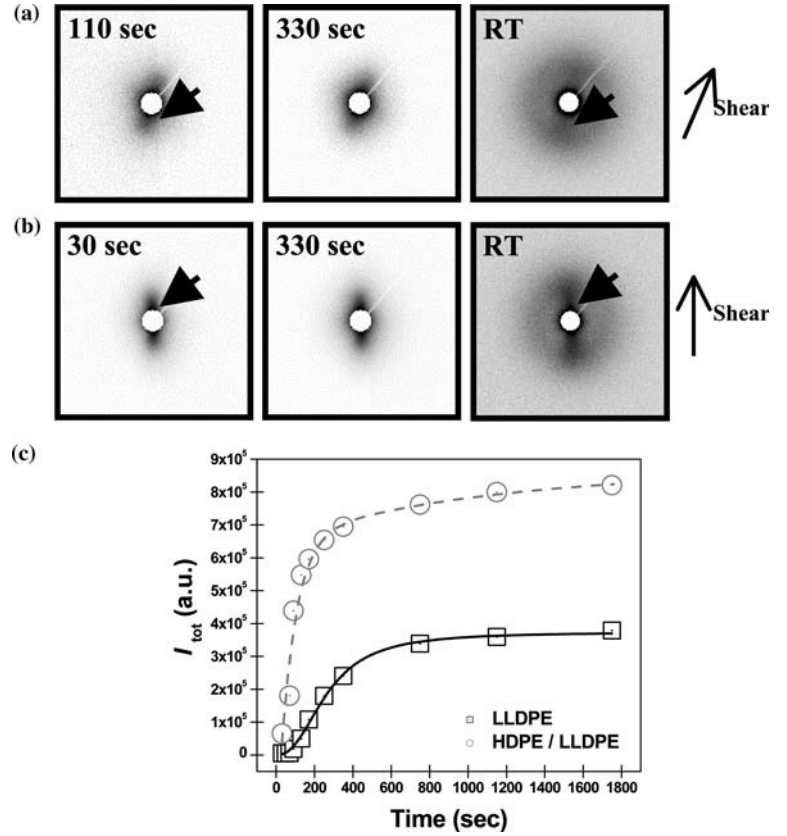 (a)
110 sec
330 sec
RT
Shear
(b)
30 sec
330 sec
RT
Shear
(c)
9x10⁵
8x10⁵
7x10⁵
6x10⁵
5x10⁵
4x10⁵
3x10⁵
2x10⁵
1x10⁵
0
I tot (a.u.)
LLDPE
HDPE / LLDPE
0 200 400 600 800 1000 1200 1400 1600 1800
Time (sec)